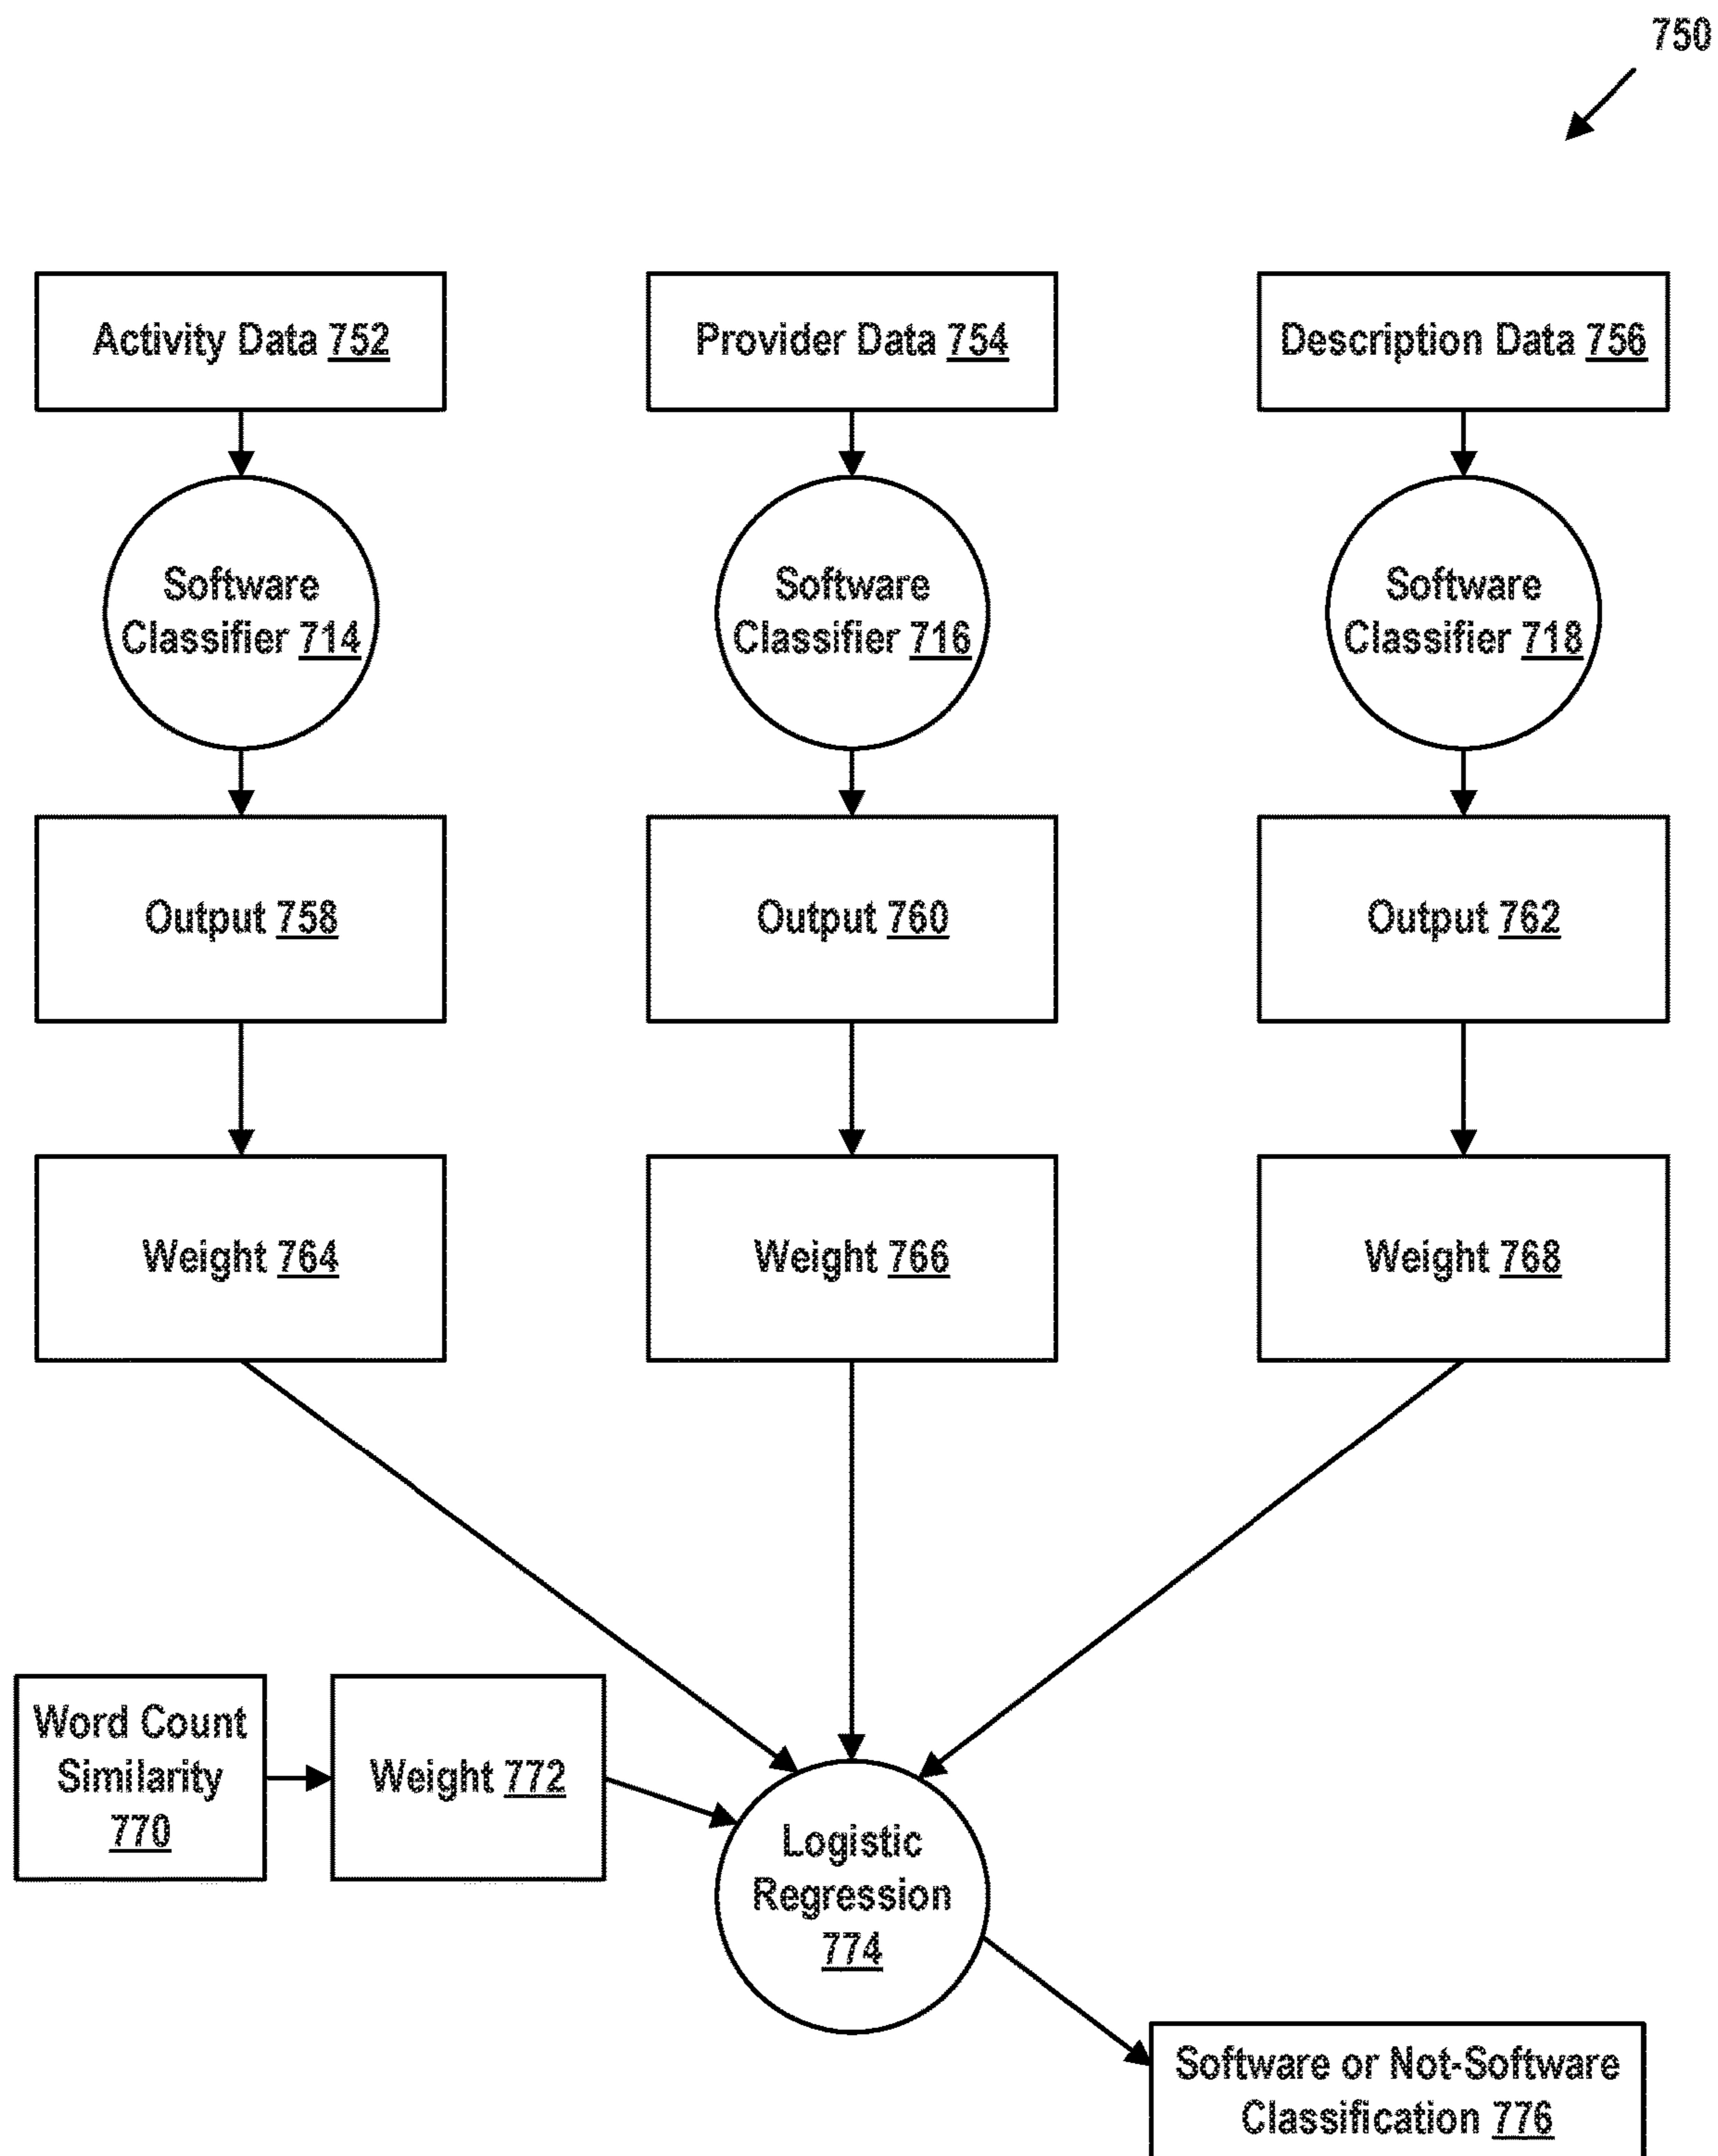 750
Activity Data 752
Provider Data 754
Description Data 756
Software
Classifier 714
Software
Classifier 716
Software
Classifier 718
Output 758
Output 760
Output 762
Weight 764
Weight 766
Weight 768
Word Count
Similarity
770
Weight 772
Logistic
Regression
774
Software or Not-Software
Classification 776